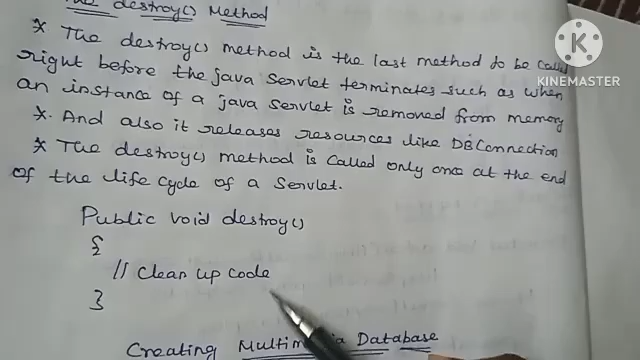 The destroy() Method
* The destroy() method is the last method to be called
right before the java Servlet terminates such as when
an instance of a java servlet is removed from memory
*. And also it releases resources like DBConnection
* The destroy() method is called only once at the end
of the life cycle of a Servlet.
Public void destroy()
{
// Clean up code
}
Creating Multimedia Database
KINEMASTER